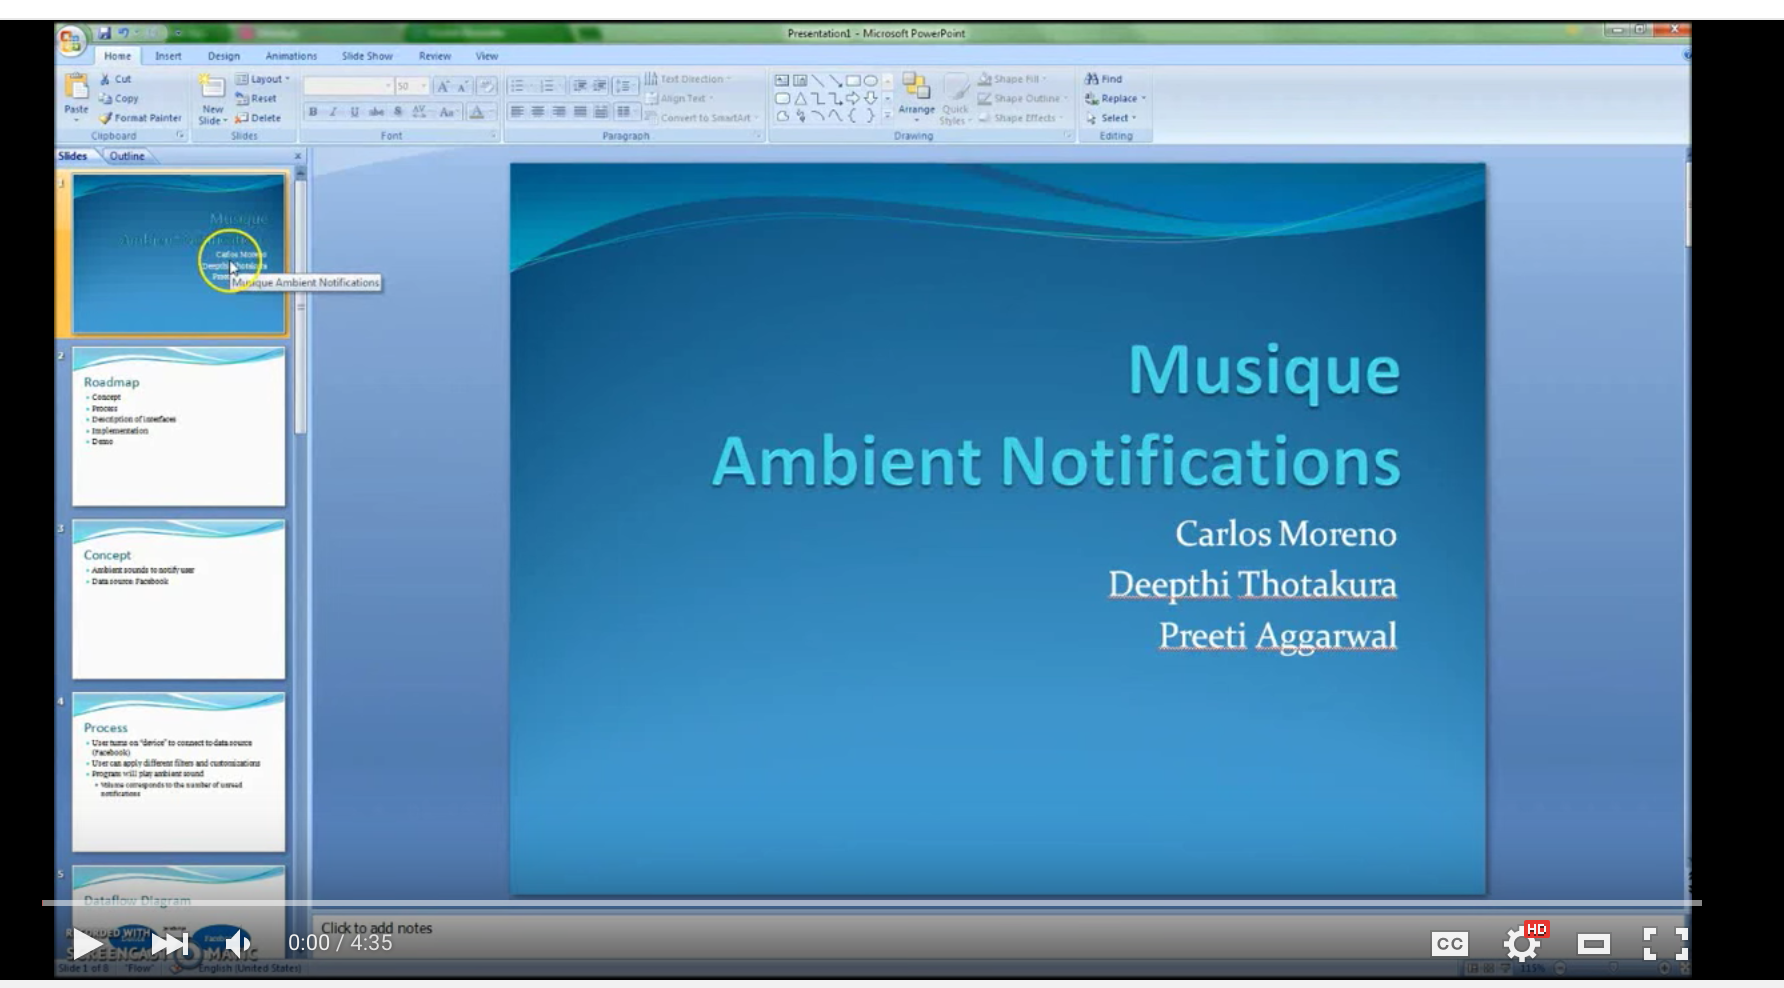 Presentation1 - Microsoft PowerPoint
Home Insert Design Animations Slide Show Review View
Cut
Copy
Format Painter
Paste
Clipboard
New Slide
Layout
Reset
Delete
Slides
50
Font
Text Direction
Align Text
Convert to SmartArt
Paragraph
Arrange
Quick Styles
Shape Fill
Shape Outline
Shape Effects
Drawing
Find
Replace
Select
Editing
Slides Outline
1
Musique
Carlos Moreno
Musique Ambient Notifications
2
Roadmap
Concept
Process
Description of interfaces
Implementation
Demo
3
Concept
Ambient sounds to notify user
Data source: Facebook
4
Process
User turns on "device" to connect to data source
(Facebook)
User can apply different filters and customizations
Program will play ambient sound
Volume corresponds to the number of unread
notifications
5
Dataflow Diagram
Musique
Ambient Notifications
Carlos Moreno
Deepthi Thotakura
Preeti Aggarwal
Click to add notes
RECORDED WITH
SCREENCAST MATIC
0:00 / 4:35
CC
HD
Slide 1 of 8 "Flow" English (United States)
115%